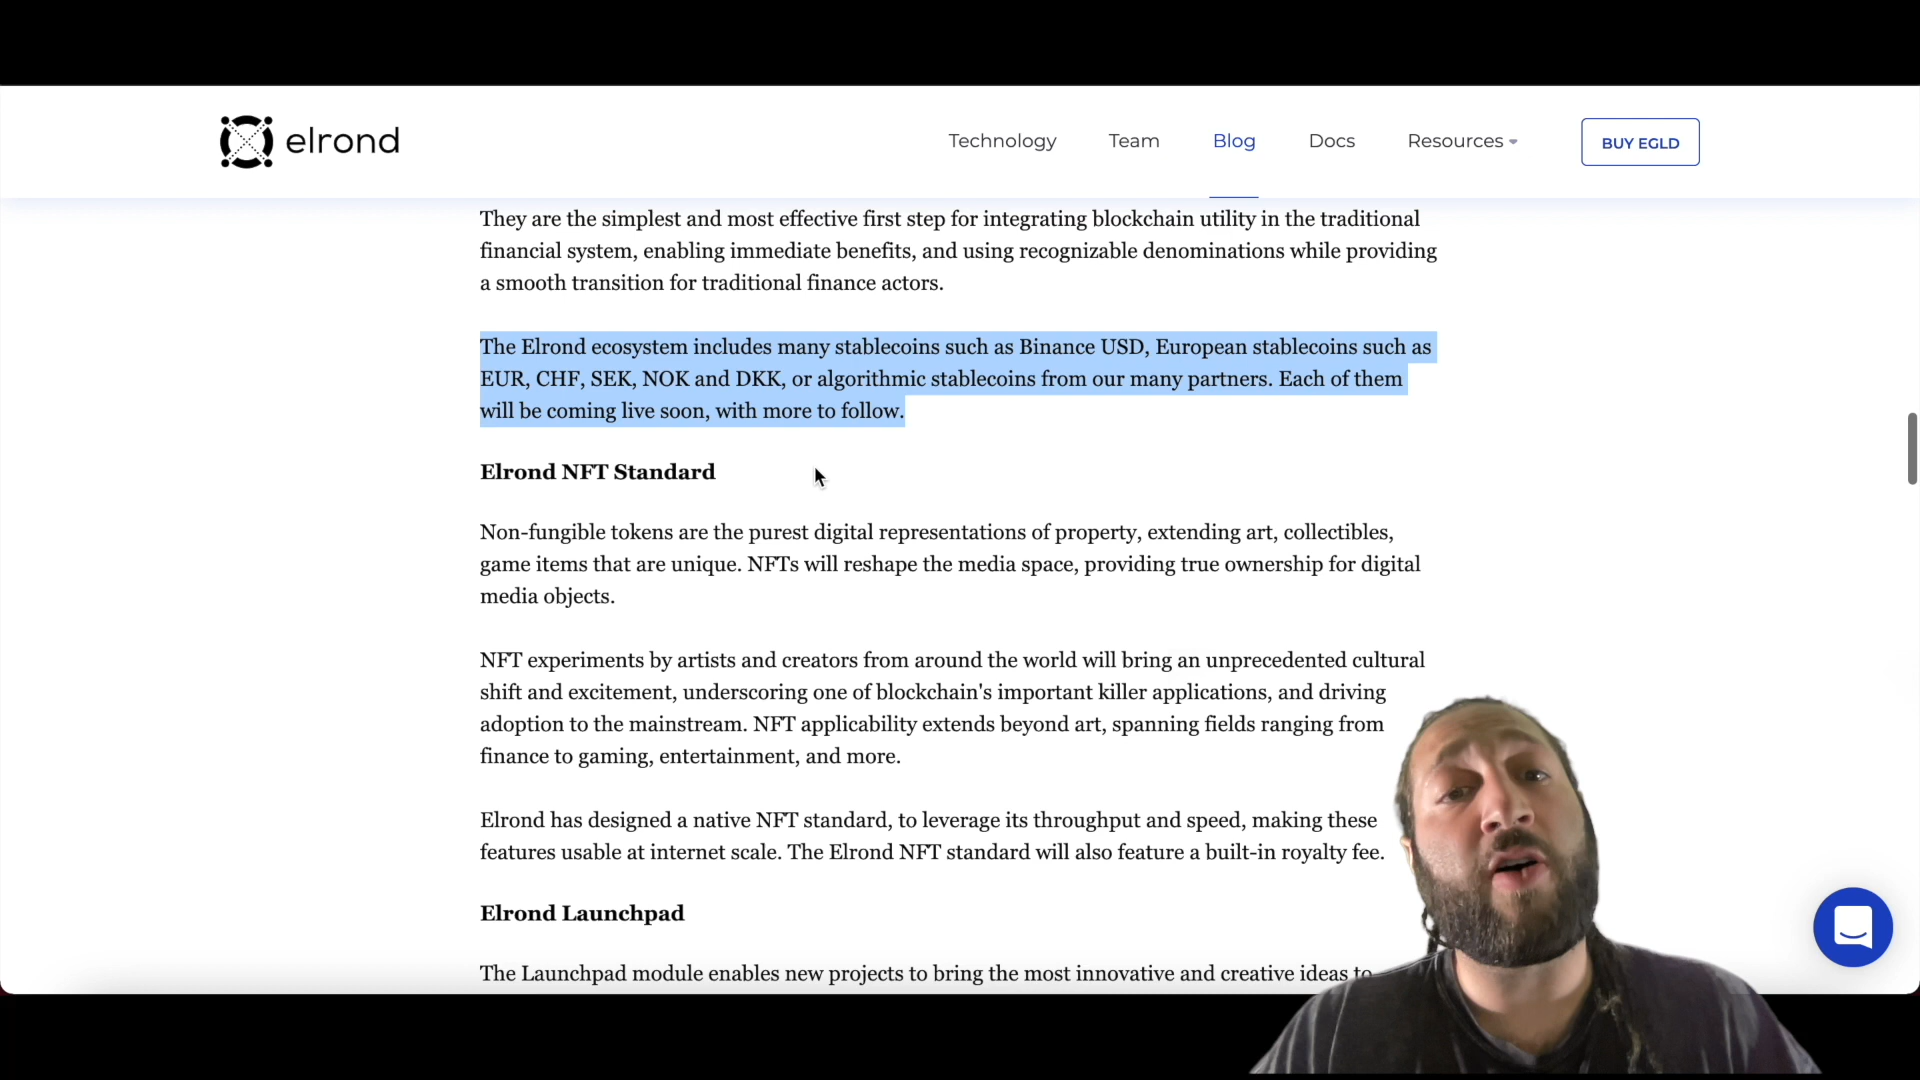 elrond
Technology
Team
Blog
Docs
Resources
BUY EGLD
They are the simplest and most effective first step for integrating blockchain utility in the traditional
financial system, enabling immediate benefits, and using recognizable denominations while providing
a smooth transition for traditional finance actors.
The Elrond ecosystem includes many stablecoins such as Binance USD, European stablecoins such as
EUR, CHF, SEK, NOK and DKK, or algorithmic stablecoins from our many partners. Each of them
will be coming live soon, with more to follow.
Elrond NFT Standard
Non-fungible tokens are the purest digital representations of property, extending art, collectibles,
game items that are unique. NFTs will reshape the media space, providing true ownership for digital
media objects.
NFT experiments by artists and creators from around the world will bring an unprecedented cultural
shift and excitement, underscoring one of blockchain's important killer applications, and driving
adoption to the mainstream. NFT applicability extends beyond art, spanning fields ranging from
finance to gaming, entertainment, and more.
Elrond has designed a native NFT standard, to leverage its throughput and speed, making these
features usable at internet scale. The Elrond NFT standard will also feature a built-in royalty fee.
Elrond Launchpad
The Launchpad module enables new projects to bring the most innovative and creative ideas to